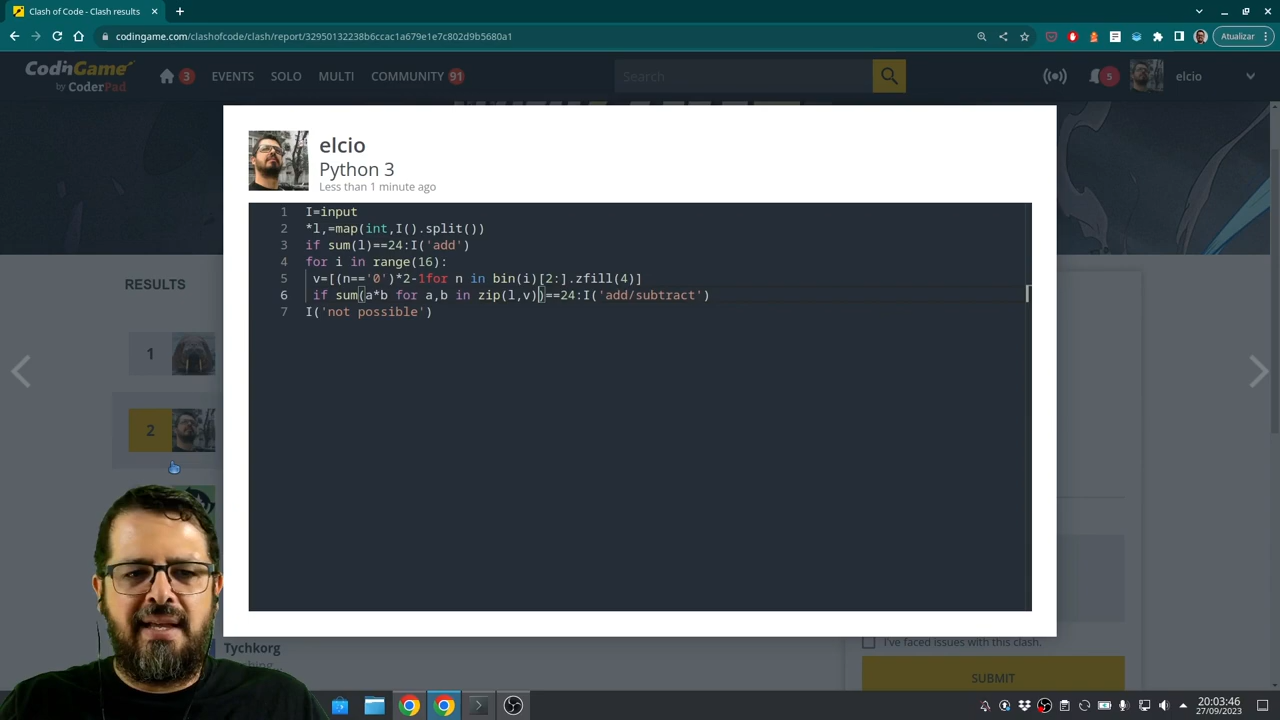 Clash of Code - Clash results
codingame.com/clashofcode/clash/report/32950132238b6ccac1a679e1e7c802d9b5680a1
Atualizar
CodinGame
by CoderPad
3
EVENTS
SOLO
MULTI
COMMUNITY
91
Search
5
elcio
elcio
Python 3
Less than 1 minute ago
1 I=input
2 *l,=map(int,I().split())
3 if sum(l)==24:I('add')
4 for i in range(16):
5  v=[(n=='0')*2-1for n in bin(i)[2:].zfill(4)]
6  if sum(a*b for a,b in zip(l,v))==24:I('add/subtract')
7 I('not possible')
RESULTS
1
2
Tychkorg
I've faced issues with this clash.
SUBMIT
20:03:46
27/09/2023